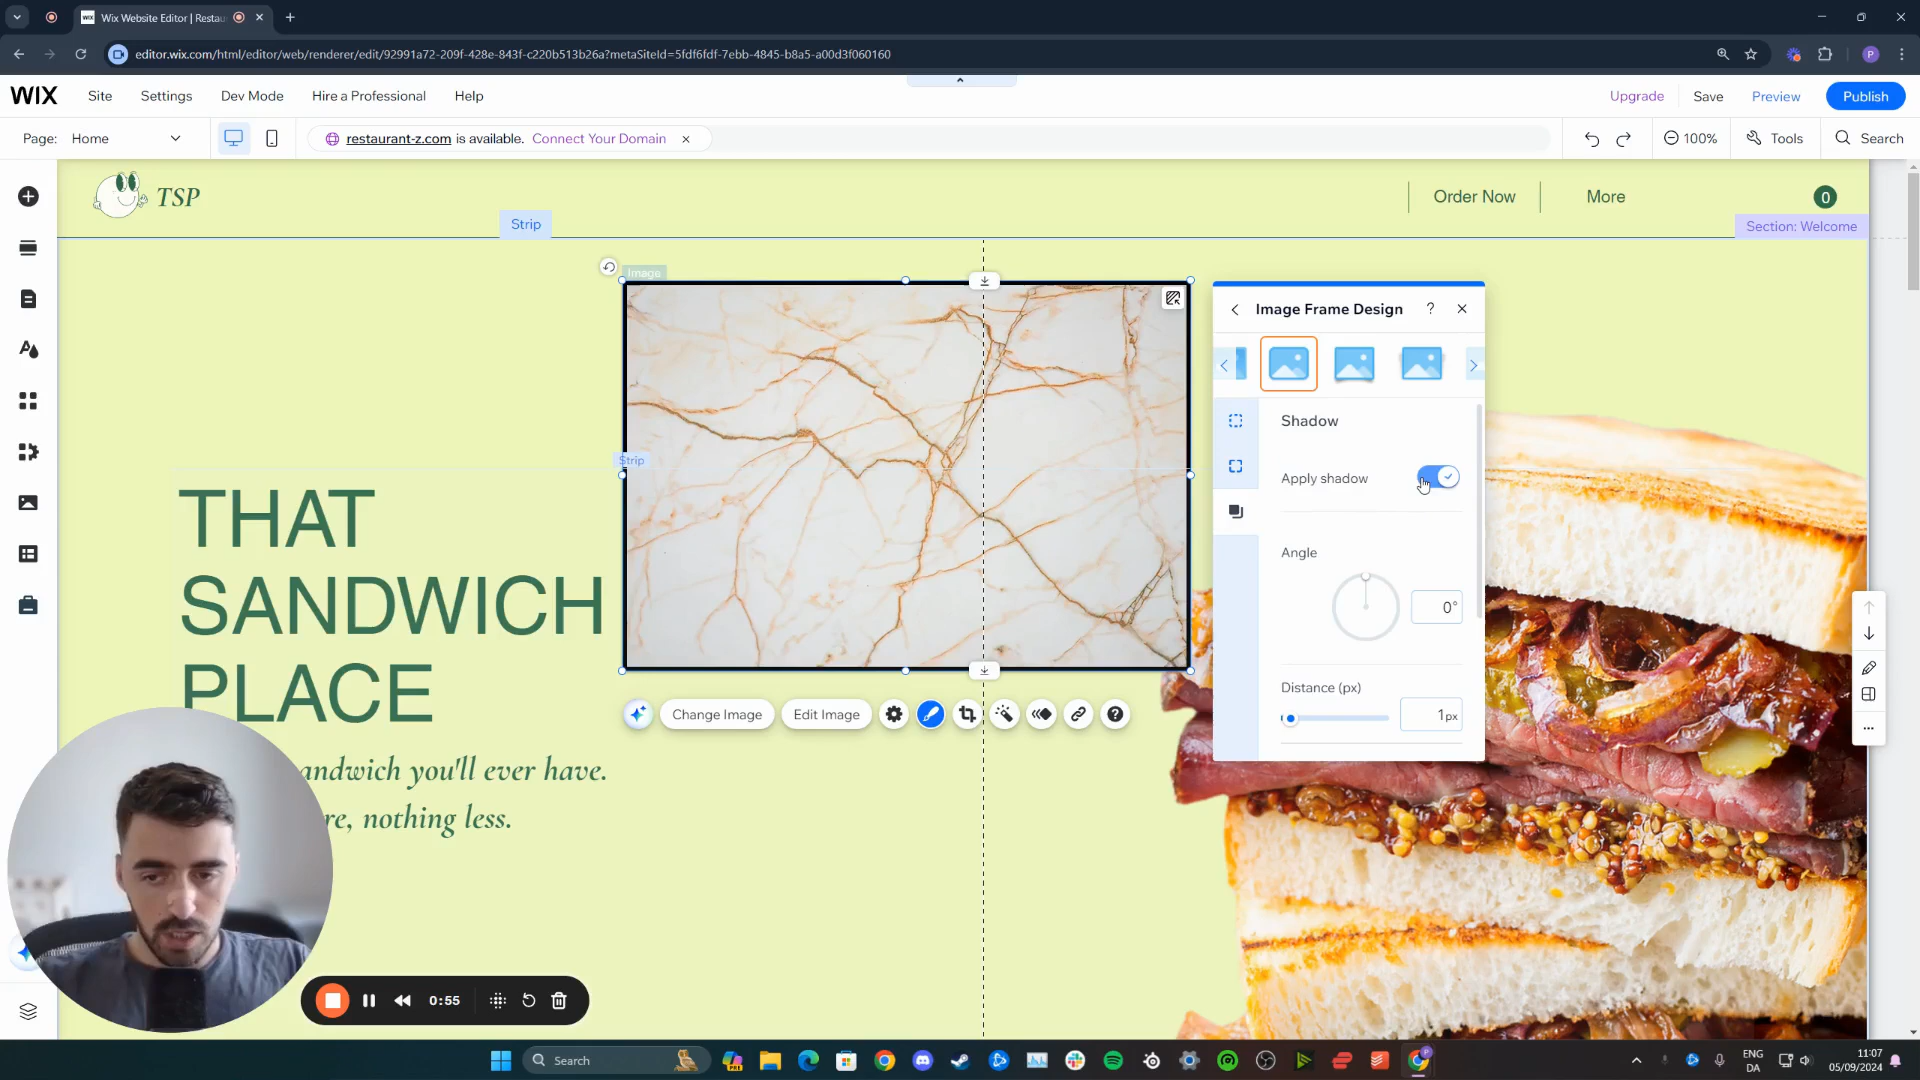 Wix Website Editor | Restau
editor.wix.com/html/editor/web/renderer/edit/92991a72-209f-428e-843f-c220b513b26a?metaSiteId=5fdf6fdf-7ebb-4845-b8a5-a00d3f060160
P
WIX
Site
Settings
Dev Mode
Hire a Professional
Help
Upgrade
Save
Preview
Publish
Page: Home
restaurant-z.com is available. Connect Your Domain
100%
Tools
Search
TSP
Order Now
More
0
Strip
Section: Welcome
Image
Strip
THAT
SANDWICH
PLACE
andwich you'll ever have.
re, nothing less.
Image Frame Design
?
Shadow
Apply shadow
Angle
0°
Distance (px)
1px
Change Image
Edit Image
0:55
Search
ENG
DA
11:07
05/09/2024